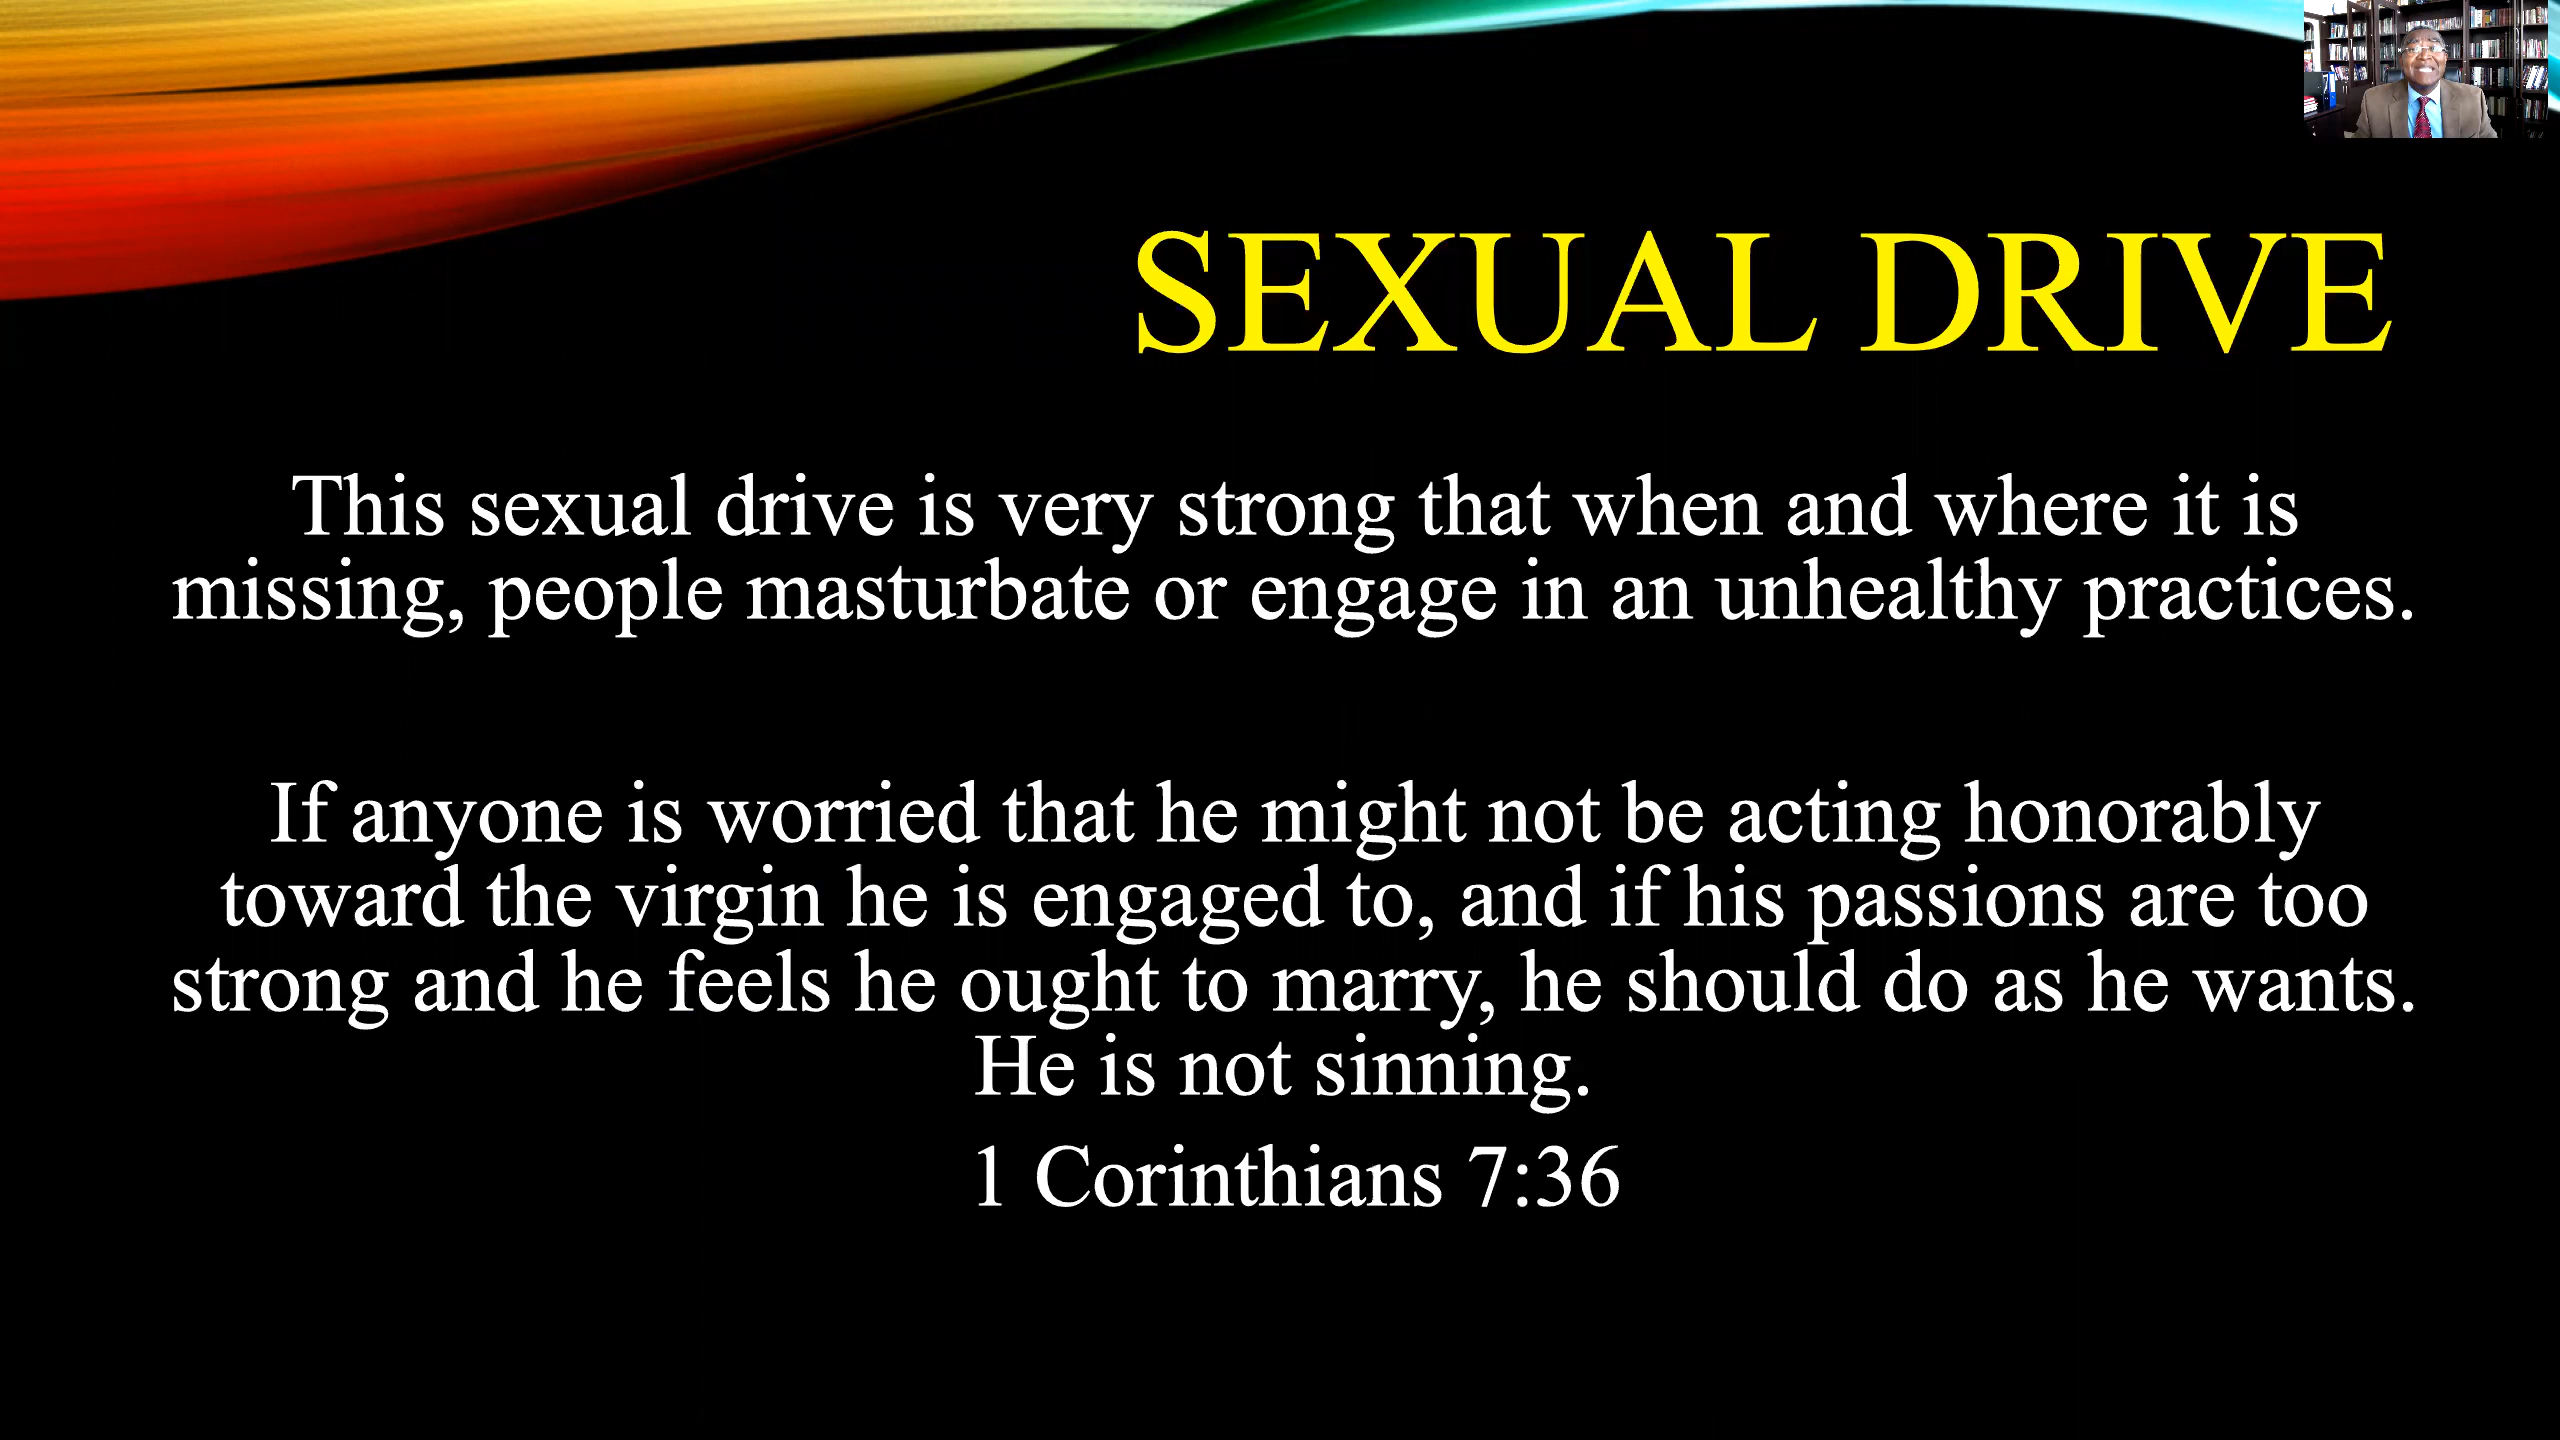 SEXUAL DRIVE
This sexual drive is very strong that when and where it is
missing, people masturbate or engage in an unhealthy practices.
If anyone is worried that he might not be acting honorably
toward the virgin he is engaged to, and if his passions are too
strong and he feels he ought to marry, he should do as he wants.
He is not sinning.
1 Corinthians 7:36